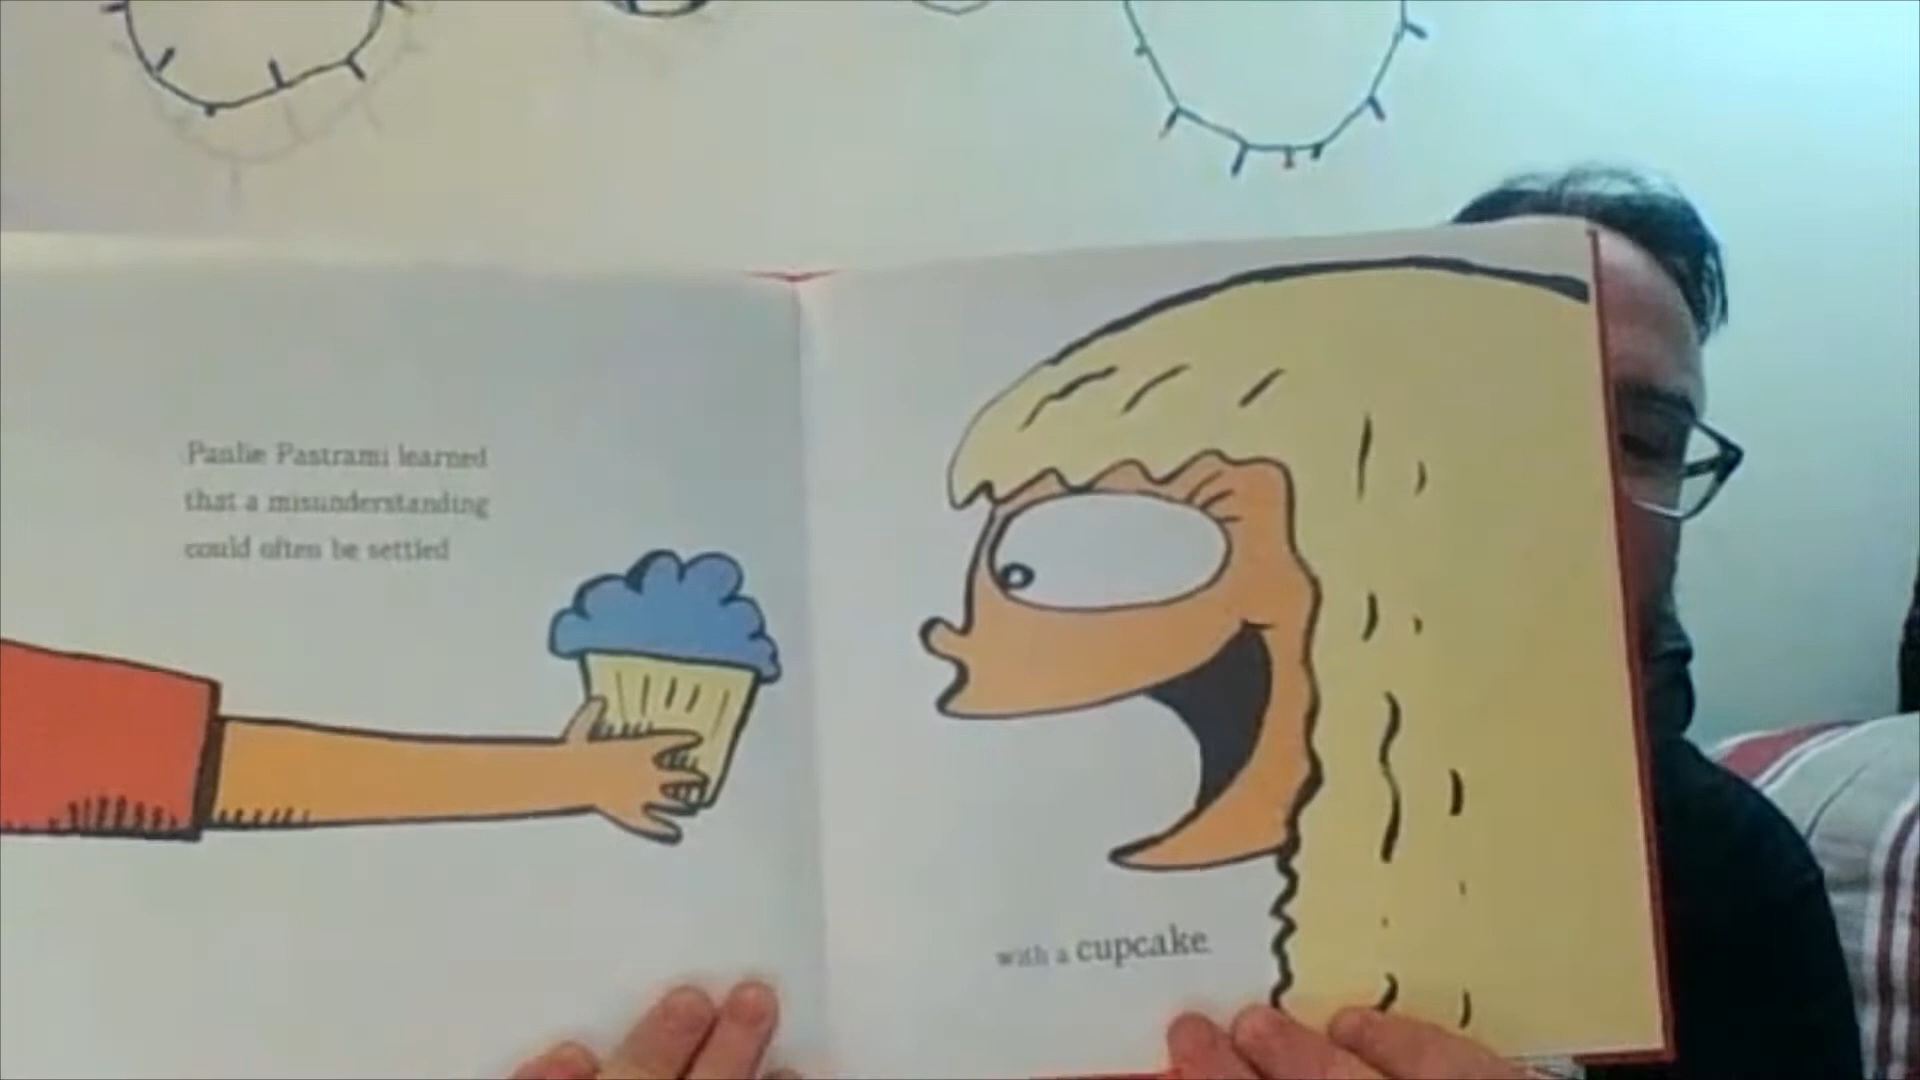 Paulie Pastrami learned
that a misunderstanding
could often be settled
with a cupcake.